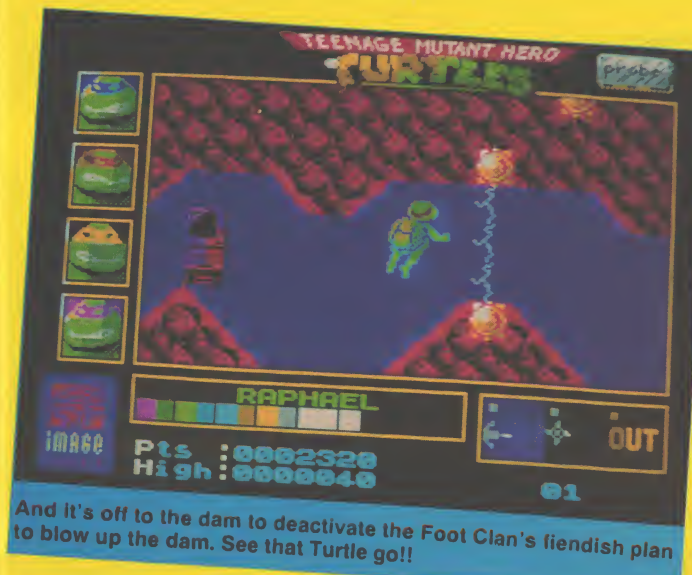 TEENAGE MUTANT HERO
TURTLES
probe
RAPHAEL
image
Pts :0002320
High:0000040
OUT
01
And it's off to the dam to deactivate the Foot Clan's fiendish plan
to blow up the dam. See that Turtle go!!